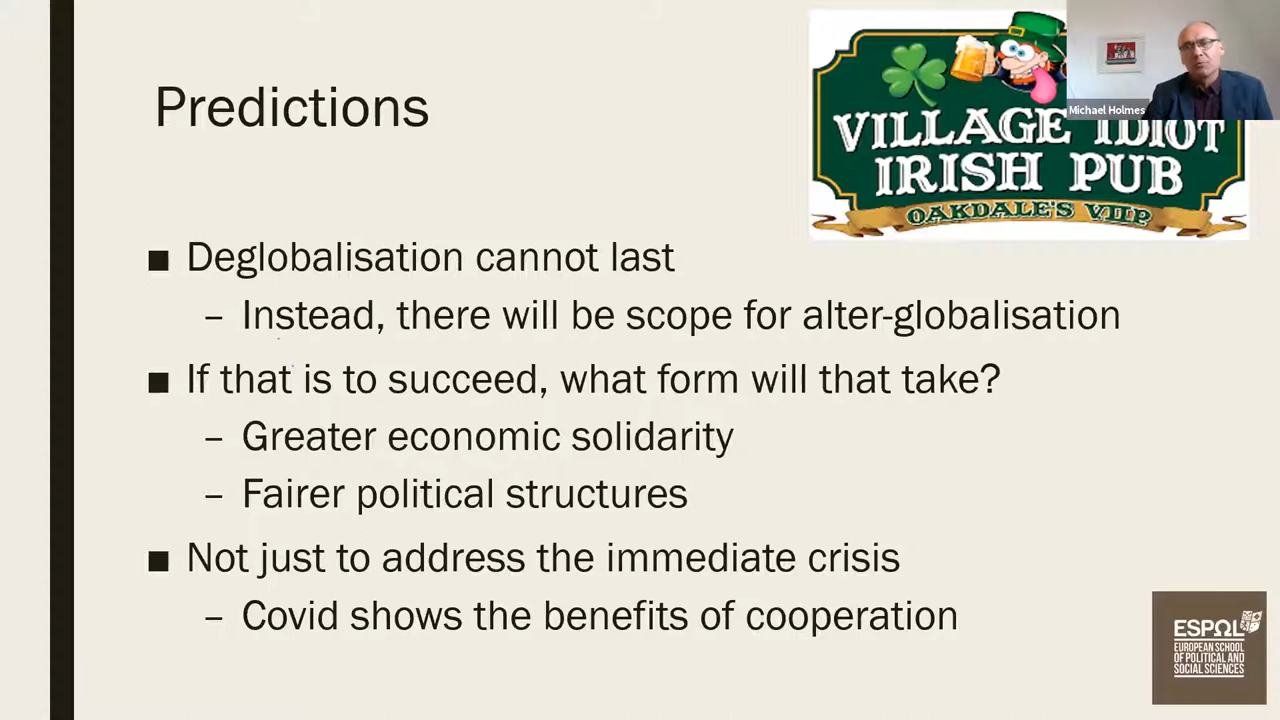 Predictions
Michael Holmes
VILLAGE IDIOT
IRISH PUB
OAKDALE'S VIIP
■ Deglobalisation cannot last
– Instead, there will be scope for alter-globalisation
■ If that is to succeed, what form will that take?
– Greater economic solidarity
– Fairer political structures
■ Not just to address the immediate crisis
– Covid shows the benefits of cooperation
ESPOL
EUROPEAN SCHOOL
OF POLITICAL AND
SOCIAL SCIENCES